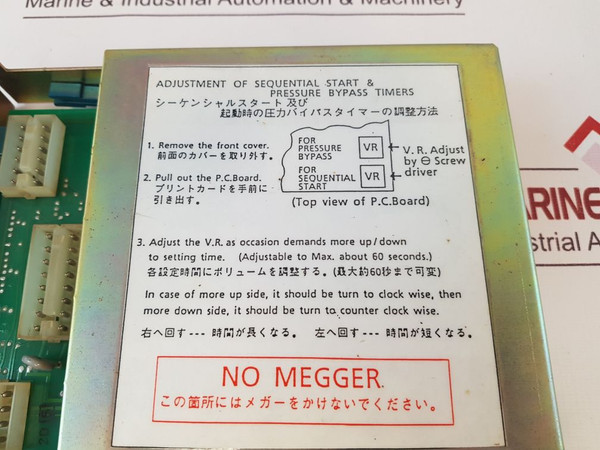 Marine & Industrial Automation & Machinery
ADJUSTMENT OF SEQUENTIAL START &
PRESSURE BYPASS TIMERS
シーケンシャルスタート及び
起動時の圧力バイパスタイマーの調整方法
1. Remove the front cover.
前面のカバーを取り外す。
2. Pull out the P.C.Board.
プリントカードを手前に
引き出す。
FOR
PRESSURE
BYPASS
VR
FOR
SEQUENTIAL
START
VR
V.R. Adjust
by ⊖ Screw
driver
(Top view of P.C.Board)
3. Adjust the V.R. as occasion demands more up/down
to setting time. (Adjustable to Max. about 60 seconds.)
各設定時間にボリュームを調整する。(最大約60秒まで可変)
In case of more up side, it should be turn to clock wise, then
more down side, it should be turn to counter clock wise.
右へ回す--- 時間が長くなる。 左へ回す--- 時間が短くなる。
NO MEGGER.
この箇所にはメガーをかけないでください。
ARINE
strial A